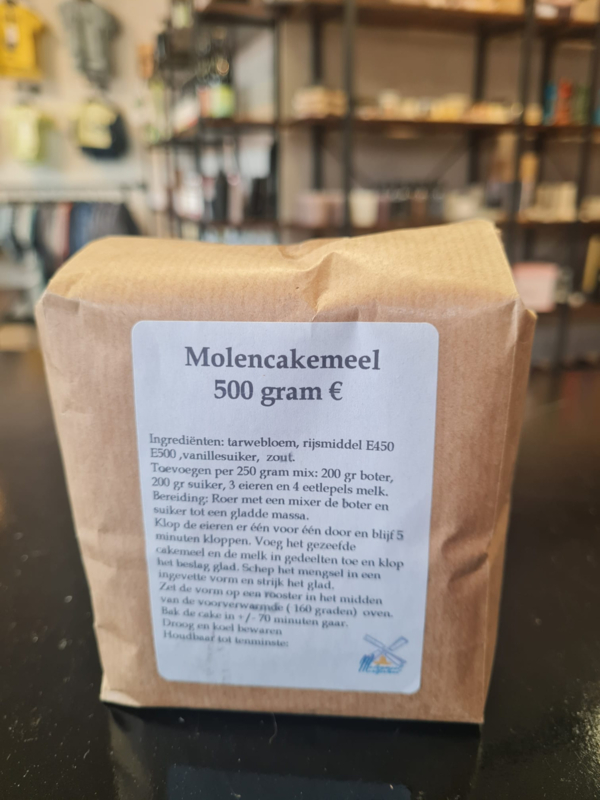 Molencakemeel
500 gram €
Ingrediënten: tarwebloem, rijsmiddel E450
E500 ,vanillesuiker, zout.
Toevoegen per 250 gram mix: 200 gr boter,
200 gr suiker, 3 eieren en 4 eetlepels melk.
Bereiding: Roer met een mixer de boter en
suiker tot een gladde massa.
Klop de eieren er één voor één door en blijf 5
minuten kloppen. Voeg het gezeefde
cakemeel en de melk in gedeelten toe en klop
het beslag glad. Schep het mengsel in een
ingevette vorm en strijk het glad.
Zet de vorm op een rooster in het midden
van de voorverwarmde ( 160 graden) oven.
Bak de cake in +/- 70 minuten gaar.
Droog en koel bewaren
Houdbaar tot tenminste: